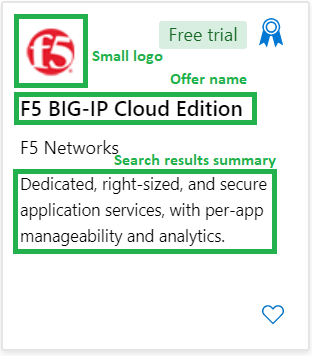 f5
Free trial
Small logo
Offer name
F5 BIG-IP Cloud Edition
F5 Networks
Search results summary
Dedicated, right-sized, and secure
application services, with per-app
manageability and analytics.